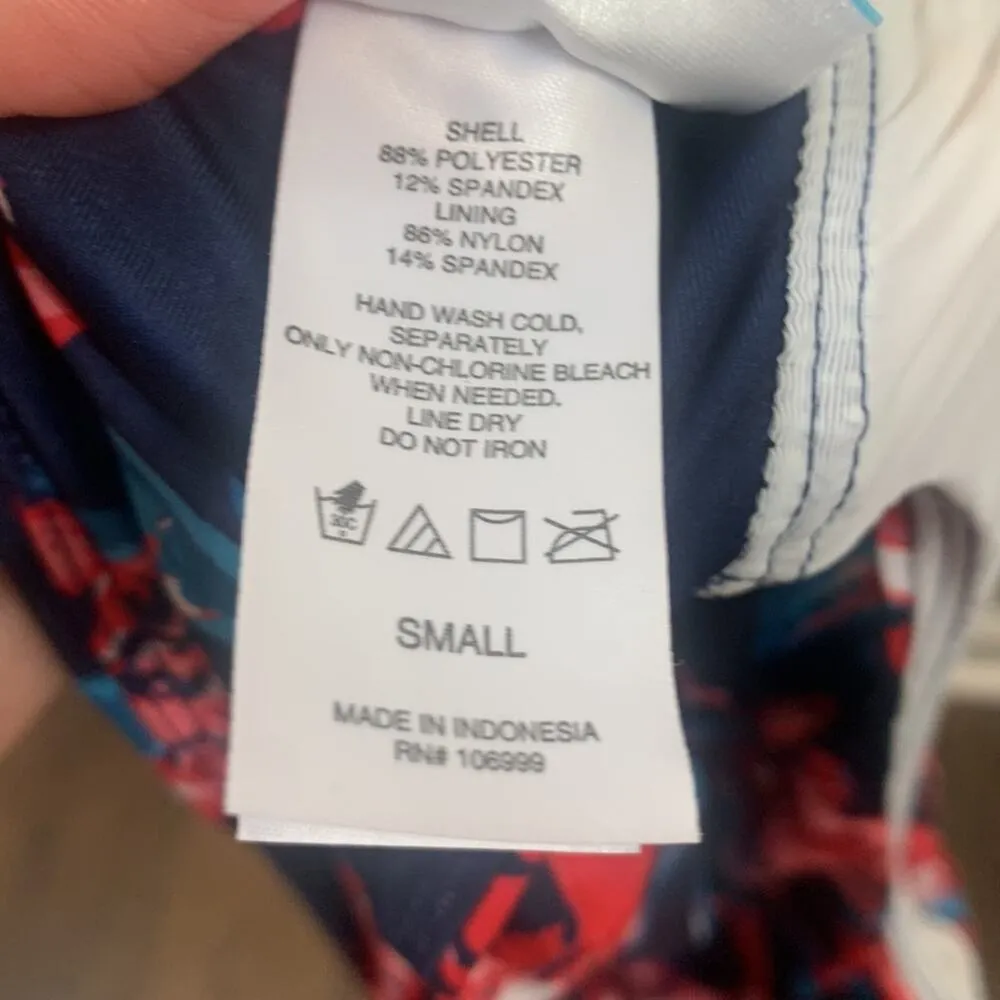 SHELL
88% POLYESTER
12% SPANDEX
LINING
86% NYLON
14% SPANDEX
HAND WASH COLD,
SEPARATELY
ONLY NON-CHLORINE BLEACH
WHEN NEEDED.
LINE DRY
DO NOT IRON
30C
SMALL
MADE IN INDONESIA
RN# 106999